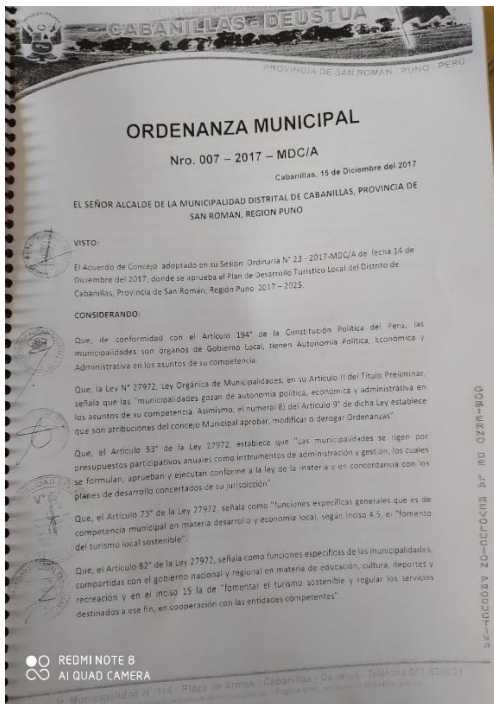 CABANILLAS - DEUSTUA
PROVINCIA DE SAN ROMAN - PUNO - PERÚ
ORDENANZA MUNICIPAL
Nro. 007 – 2017 – MDC/A
Cabanillas, 15 de Diciembre del 2017
EL SEÑOR ALCALDE DE LA MUNICIPALIDAD DISTRITAL DE CABANILLAS, PROVINCIA DE
SAN ROMAN, REGION PUNO
VISTO:
El Acuerdo de Concejo adoptado en su Sesión Ordinaria N° 23 - 2017-MDC/A de fecha 14 de
Diciembre del 2017, donde se aprueba el Plan de Desarrollo Turístico Local del Distrito de
Cabanillas, Provincia de San Román, Región Puno 2017 – 2025.
CONSIDERANDO:
Que, de conformidad con el Artículo 194° de la Constitución Política del Perú, las
municipalidades son órganos de Gobierno Local, tienen Autonomía Política, Económica y
Administrativa en los asuntos de su competencia.
Que, la Ley N° 27972, Ley Orgánica de Municipalidades, en su Artículo II del Título Preliminar,
señala que las "municipalidades gozan de autonomía política, económica y administrativa en
los asuntos de su competencia. Asimismo, el numeral 8) del Artículo 9° de dicha Ley establece
que son atribuciones del concejo Municipal aprobar, modificar o derogar Ordenanzas".
Que, el Artículo 53° de la Ley 27972, establece que "Las municipalidades se rigen por
presupuestos participativos anuales como instrumentos de administración y gestión, los cuales
se formulan, aprueban y ejecutan conforme a la ley de la materia y en concordancia con los
planes de desarrollo concertados de su jurisdicción".
Que, el Artículo 73° de la Ley 27972, señala como "funciones específicas generales que es de
competencia municipal en materia desarrollo y economía local, según inciso 4.5, el "fomento
del turismo local sostenible"
Que, el Artículo 82° de la Ley 27972, señala como funciones específicas de las municipalidades,
compartidas con el gobierno nacional y regional en materia de educación, cultura, deportes y
recreación y en el inciso 15 la de "fomentar el turismo sostenible y regular los servicios
destinados a ese fin, en cooperación con las entidades competentes".
GOBIERNO DE LA REVOLUCION PRODUCTIVA
REDMI NOTE 8
AI QUAD CAMERA
Municipalidad N° 116 - Plaza de Armas - Cabanillas - Deustua - Teléfono